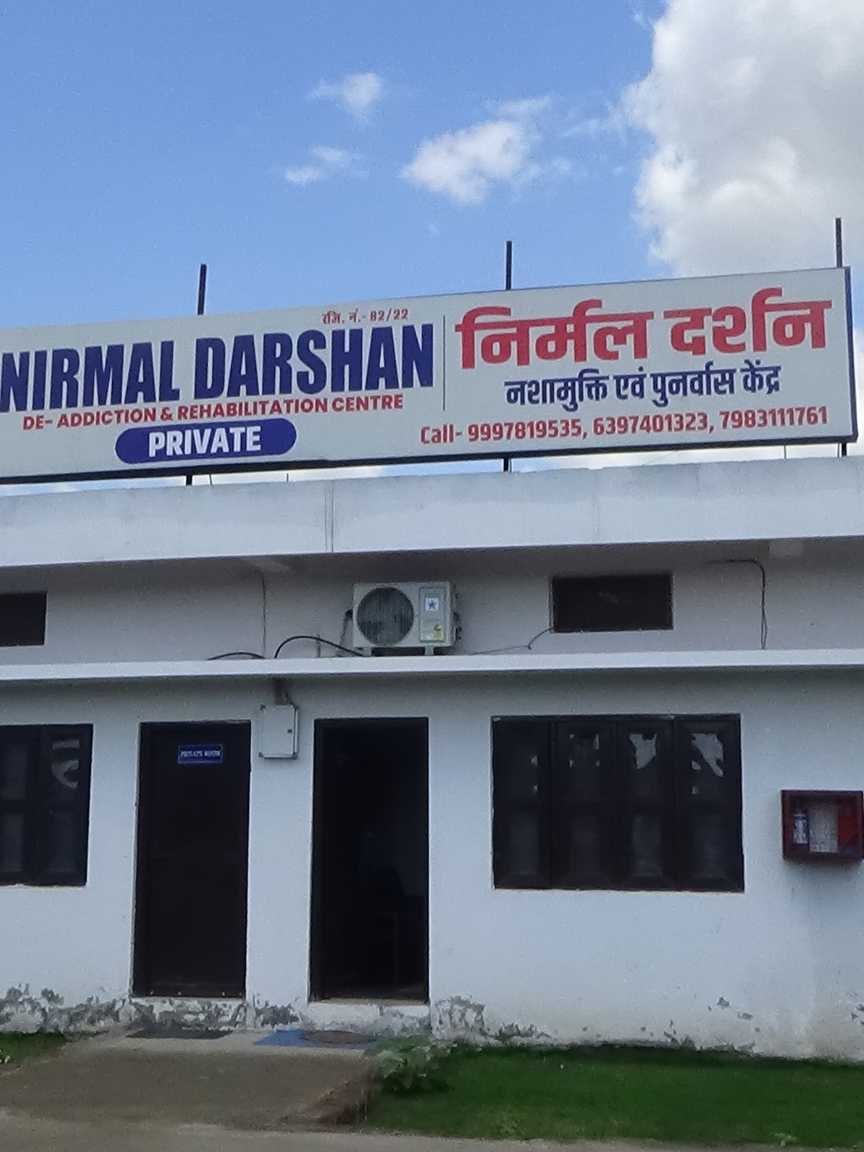 रजि. नं.- 82/22
NIRMAL DARSHAN
DE- ADDICTION & REHABILITATION CENTRE
PRIVATE
निर्मल दर्शन
नशामुक्ति एवं पुनर्वास केंद्र
Call- 9997819535, 6397401323, 7983111761
PRIVATE ROOM